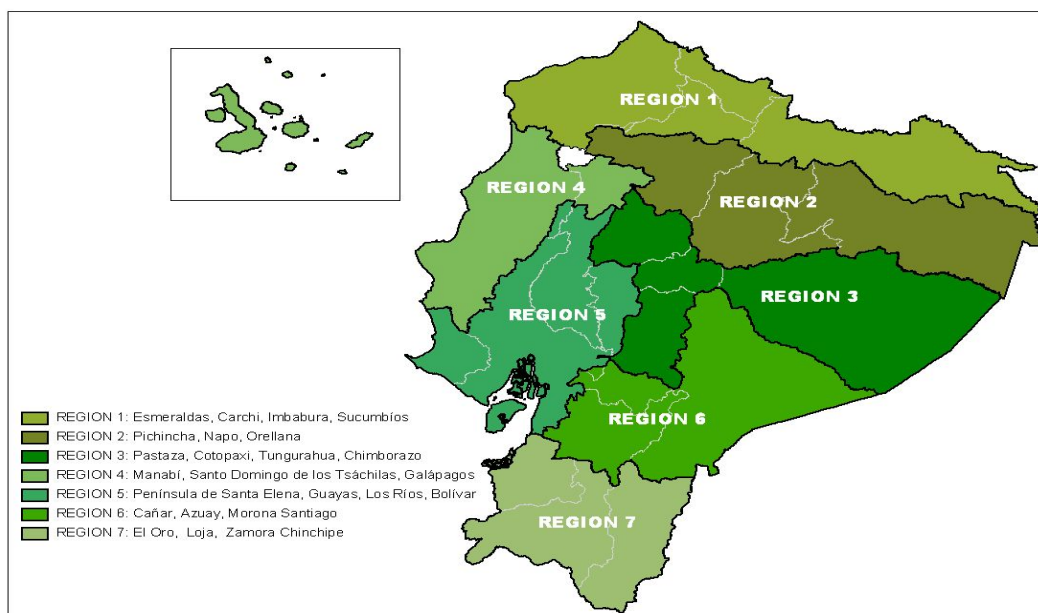 REGION 1
REGION 4
REGION 2
REGION 3
REGION 5
REGION 6
REGION 7
REGION 1: Esmeraldas, Carchi, Imbabura, Sucumbíos
REGION 2: Pichincha, Napo, Orellana
REGION 3: Pastaza, Cotopaxi, Tungurahua, Chimborazo
REGION 4: Manabí, Santo Domingo de los Tsáchilas, Galápagos
REGION 5: Península de Santa Elena, Guayas, Los Ríos, Bolívar
REGION 6: Cañar, Azuay, Morona Santiago
REGION 7: El Oro, Loja, Zamora Chinchipe